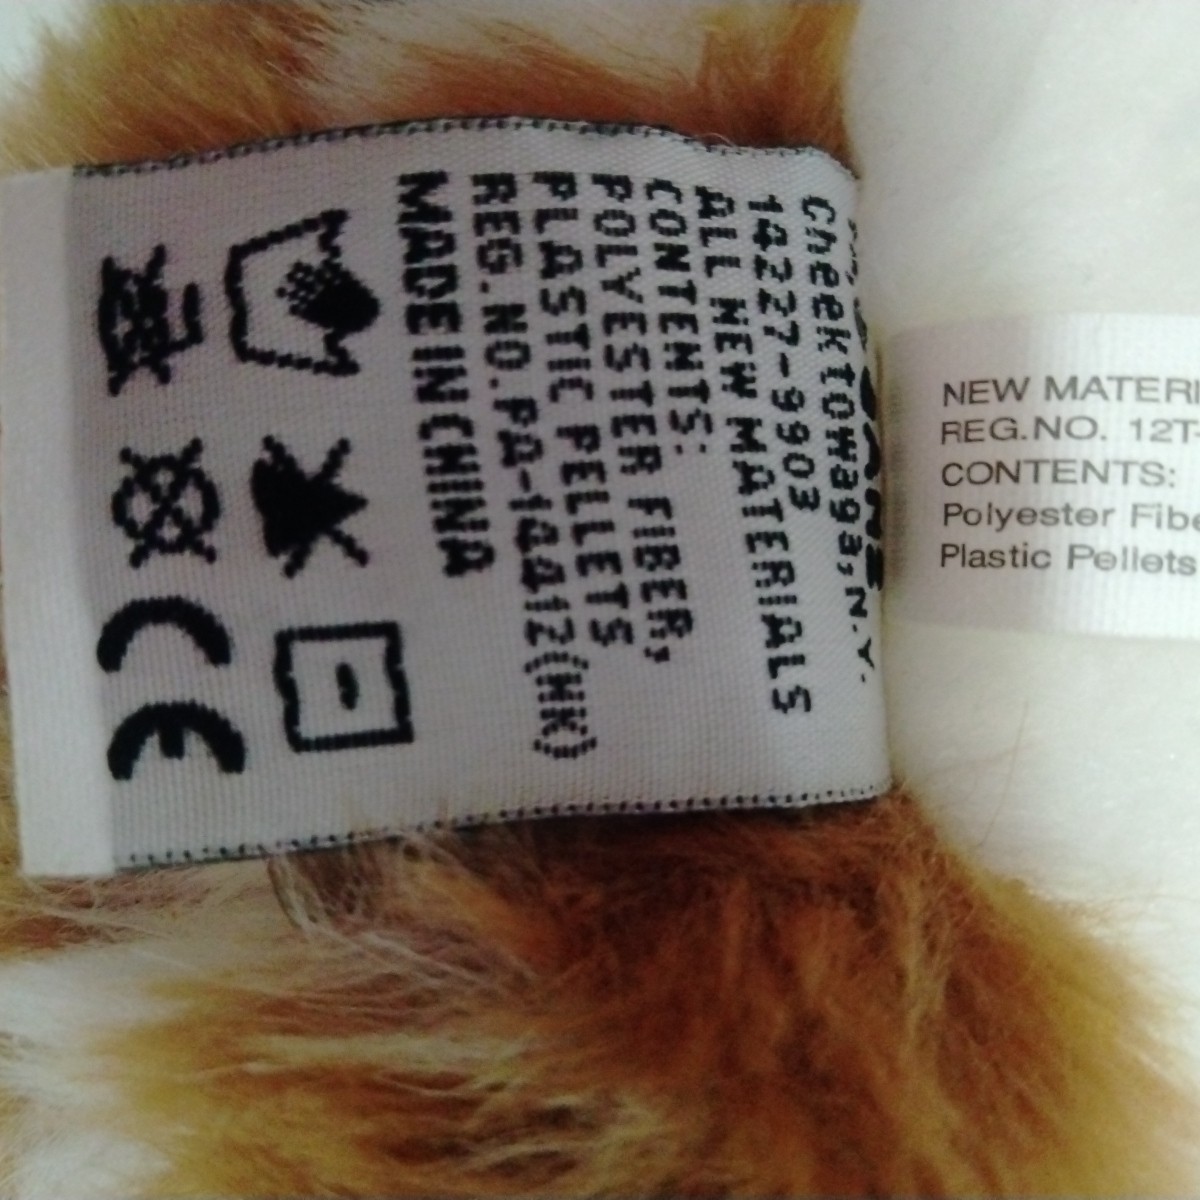 Cheektowaga, N.Y.
14227-9903
ALL NEW MATERIALS
CONTENTS:
POLYESTER FIBER,
PLASTIC PELLETS
REG.NO.PA-14412(HK)
MADE IN CHINA
CE
NEW MATERI
REG.NO. 12T-
CONTENTS:
Polyester Fibe
Plastic Pellets